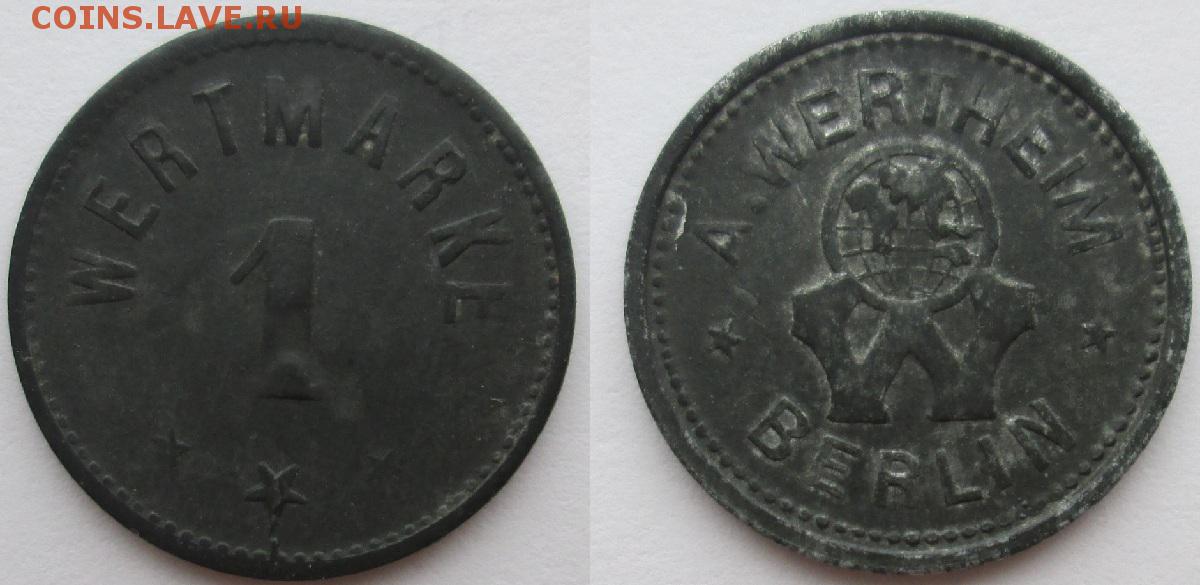 COINS.LAVE.RU
WERTMARKE
1
A. WERTHEIM
BERLIN